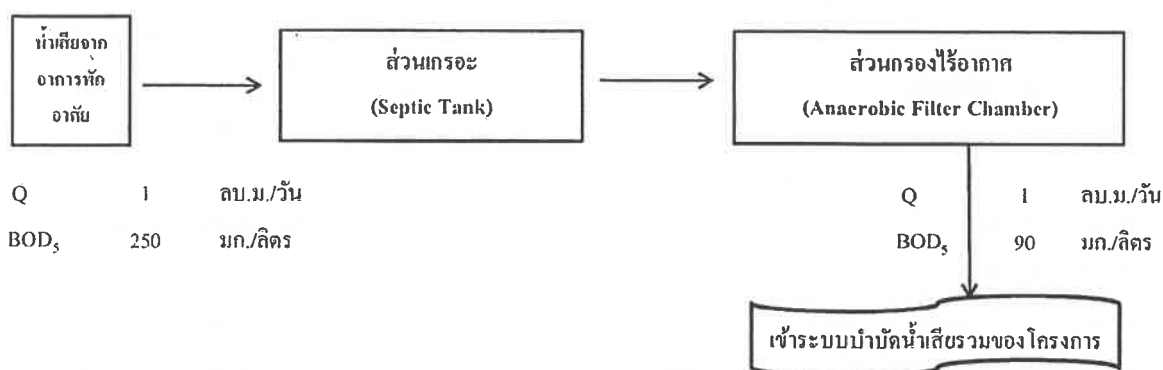 น้ำเสียจาก
อาการพัก
อาศัย
ส่วนเกรอะ
(Septic Tank)
ส่วนกรองไร้อากาศ
(Anaerobic Filter Chamber)
Q 1 ลบ.ม./วัน
BOD5 250 มก./ลิตร
Q 1 ลบ.ม./วัน
BOD5 90 มก./ลิตร
เข้าระบบบำบัดน้ำเสียรวมของโครงการ